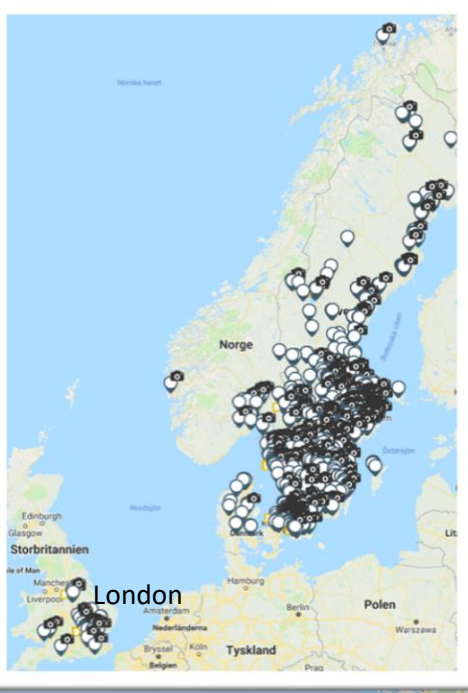 Norska havet
Norge
Bottniska viken
Östersjön
Nordsjön
Danmark
Edinburgh
Glasgow
Storbritannien
Isle of Man
Manchester
Liverpool
London
Hamburg
Amsterdam
Nederländerna
Berlin
Polen
Warszawa
Bryssel
Belgien
Köln
Tyskland
Prag
Lit